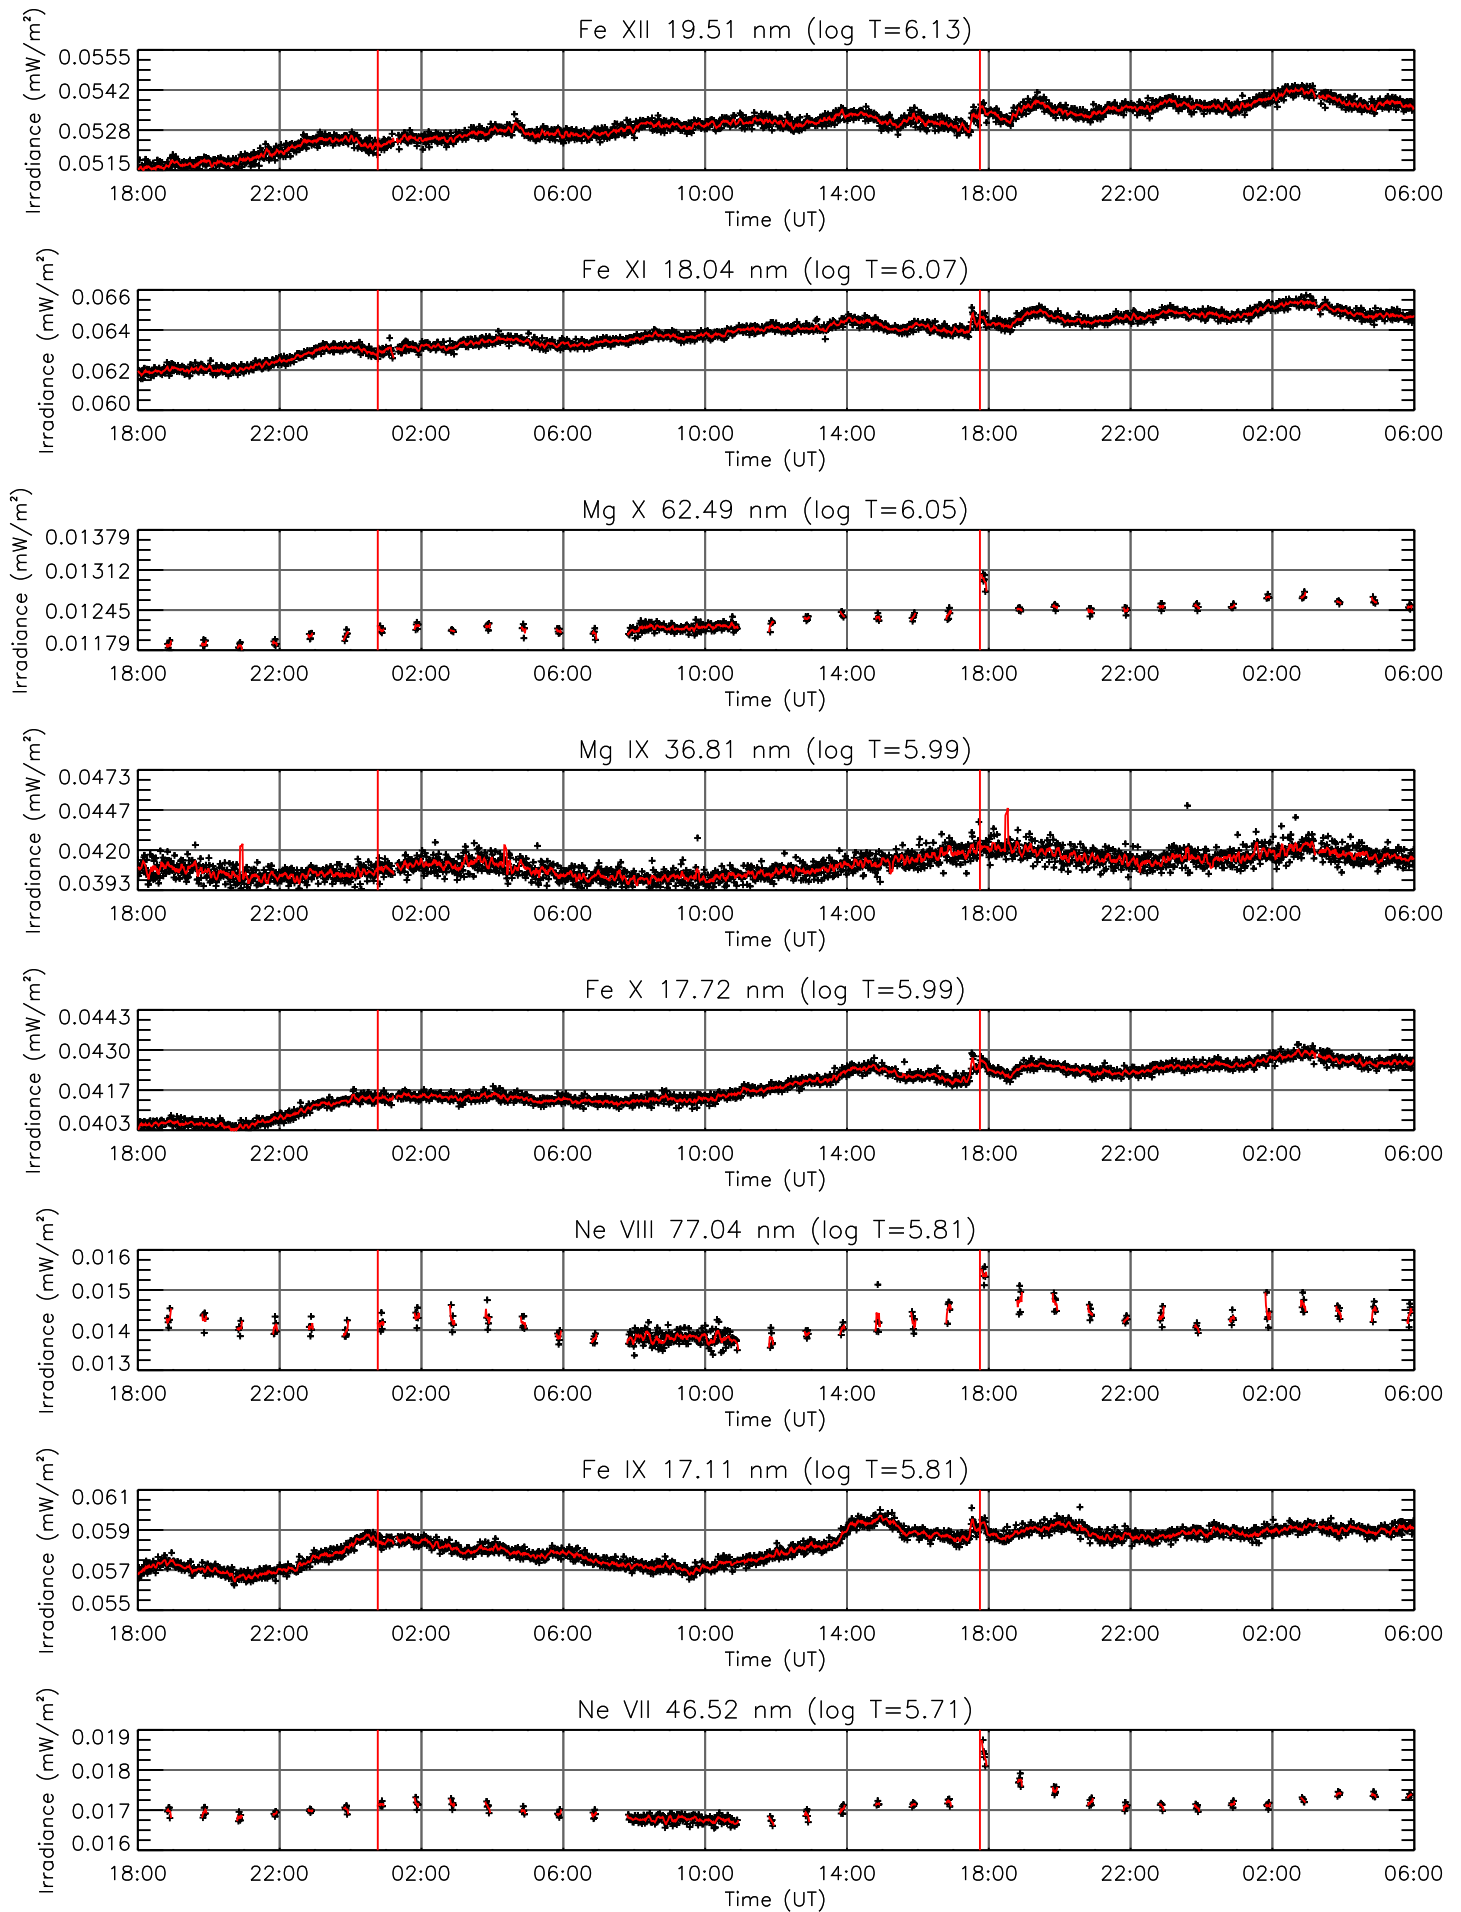 Fe XII 19.51 nm (log T=6.13)
Irradiance (mW/m²)
0.0555
0.0542
0.0528
0.0515
18:00 22:00 02:00 06:00 10:00 14:00 18:00 22:00 02:00 06:00
Time (UT)
Fe XI 18.04 nm (log T=6.07)
Irradiance (mW/m²)
0.066
0.064
0.062
0.060
18:00 22:00 02:00 06:00 10:00 14:00 18:00 22:00 02:00 06:00
Time (UT)
Mg X 62.49 nm (log T=6.05)
Irradiance (mW/m²)
0.01379
0.01312
0.01245
0.01179
18:00 22:00 02:00 06:00 10:00 14:00 18:00 22:00 02:00 06:00
Time (UT)
Mg IX 36.81 nm (log T=5.99)
Irradiance (mW/m²)
0.0473
0.0447
0.0420
0.0393
18:00 22:00 02:00 06:00 10:00 14:00 18:00 22:00 02:00 06:00
Time (UT)
Fe X 17.72 nm (log T=5.99)
Irradiance (mW/m²)
0.0443
0.0430
0.0417
0.0403
18:00 22:00 02:00 06:00 10:00 14:00 18:00 22:00 02:00 06:00
Time (UT)
Ne VIII 77.04 nm (log T=5.81)
Irradiance (mW/m²)
0.016
0.015
0.014
0.013
18:00 22:00 02:00 06:00 10:00 14:00 18:00 22:00 02:00 06:00
Time (UT)
Fe IX 17.11 nm (log T=5.81)
Irradiance (mW/m²)
0.061
0.059
0.057
0.055
18:00 22:00 02:00 06:00 10:00 14:00 18:00 22:00 02:00 06:00
Time (UT)
Ne VII 46.52 nm (log T=5.71)
Irradiance (mW/m²)
0.019
0.018
0.017
0.016
18:00 22:00 02:00 06:00 10:00 14:00 18:00 22:00 02:00 06:00
Time (UT)